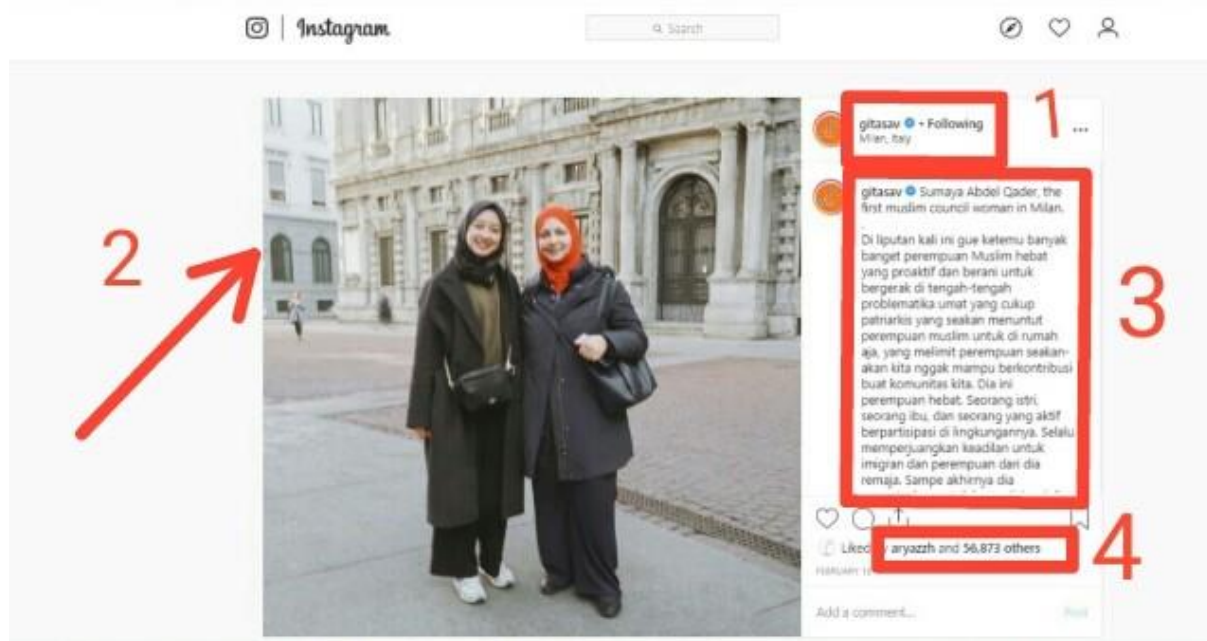 Instagram
Search
1
gitasav • Following
Milan, Italy
...
2
3
gitasav Sumaya Abdel Qader, the
first muslim council woman in Milan.
.
Di liputan kali ini gue ketemu banyak
banget perempuan Muslim hebat
yang proaktif dan berani untuk
bergerak di tengah-tengah
problematika umat yang cukup
patriarkis yang seakan menuntut
perempuan muslim untuk di rumah
aja, yang melimit perempuan seakan-
akan kita nggak mampu berkontribusi
buat komunitas kita. Dia ini
perempuan hebat. Seorang istri,
seorang ibu, dan seorang yang aktif
berpartisipasi di lingkungannya. Selalu
memperjuangkan keadilan untuk
imigran dan perempuan dari dia
remaja. Sampe akhirnya dia
4
Liked aryazzh and 56,873 others
FEBRUARY
Add a comment...
Post